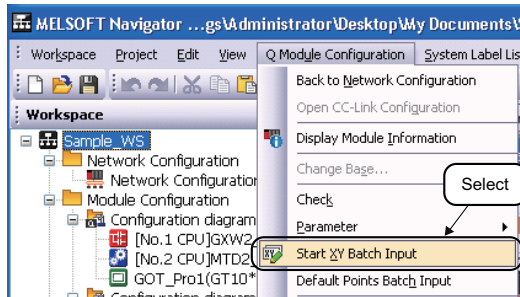 MELSOFT Navigator ...gs\Administrator\Desktop\My Documents\
Workspace Project Edit View Q Module Configuration System Label Lis
Back to Network Configuration
Open CC-Link Configuration
Workspace
Display Module Information
Sample_WS
Change Base...
Network Configuration
Select
Network Configuration
Check
Module Configuration
Parameter
Configuration diagram
[No.1 CPU]GXW2
Start XY Batch Input
[No.2 CPU]MTD2
Default Points Batch Input
GOT_Pro1(GT10*
Configuration diagram